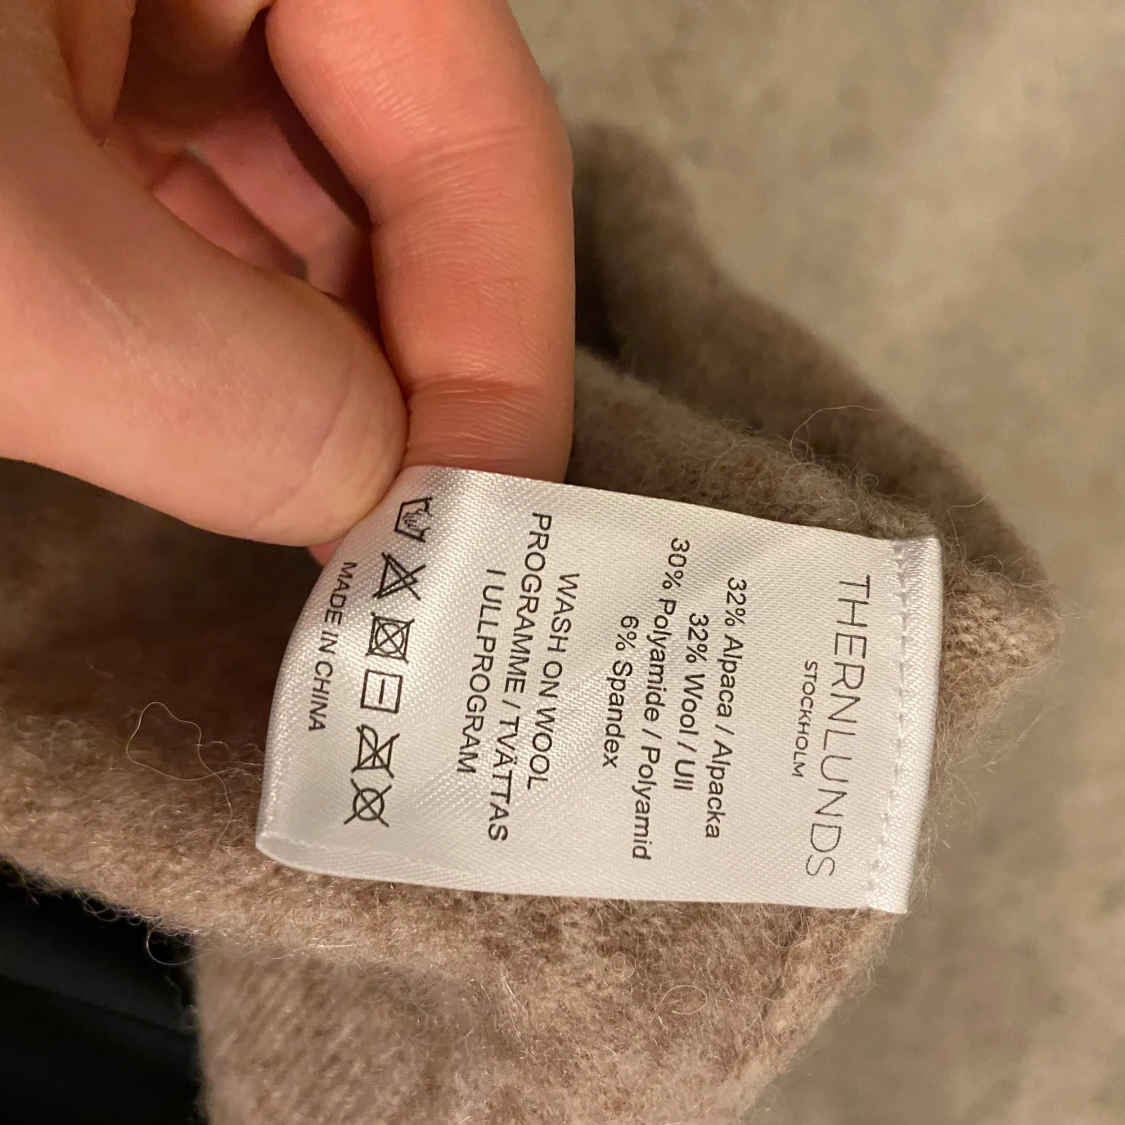 THERNLUNDS
STOCKHOLM
32% Alpaca / Alpacka
32% Wool / Ull
30% Polyamide / Polyamid
6% Spandex
WASH ON WOOL
PROGRAMME / TVÄTTAS
I ULLPROGRAM
MADE IN CHINA